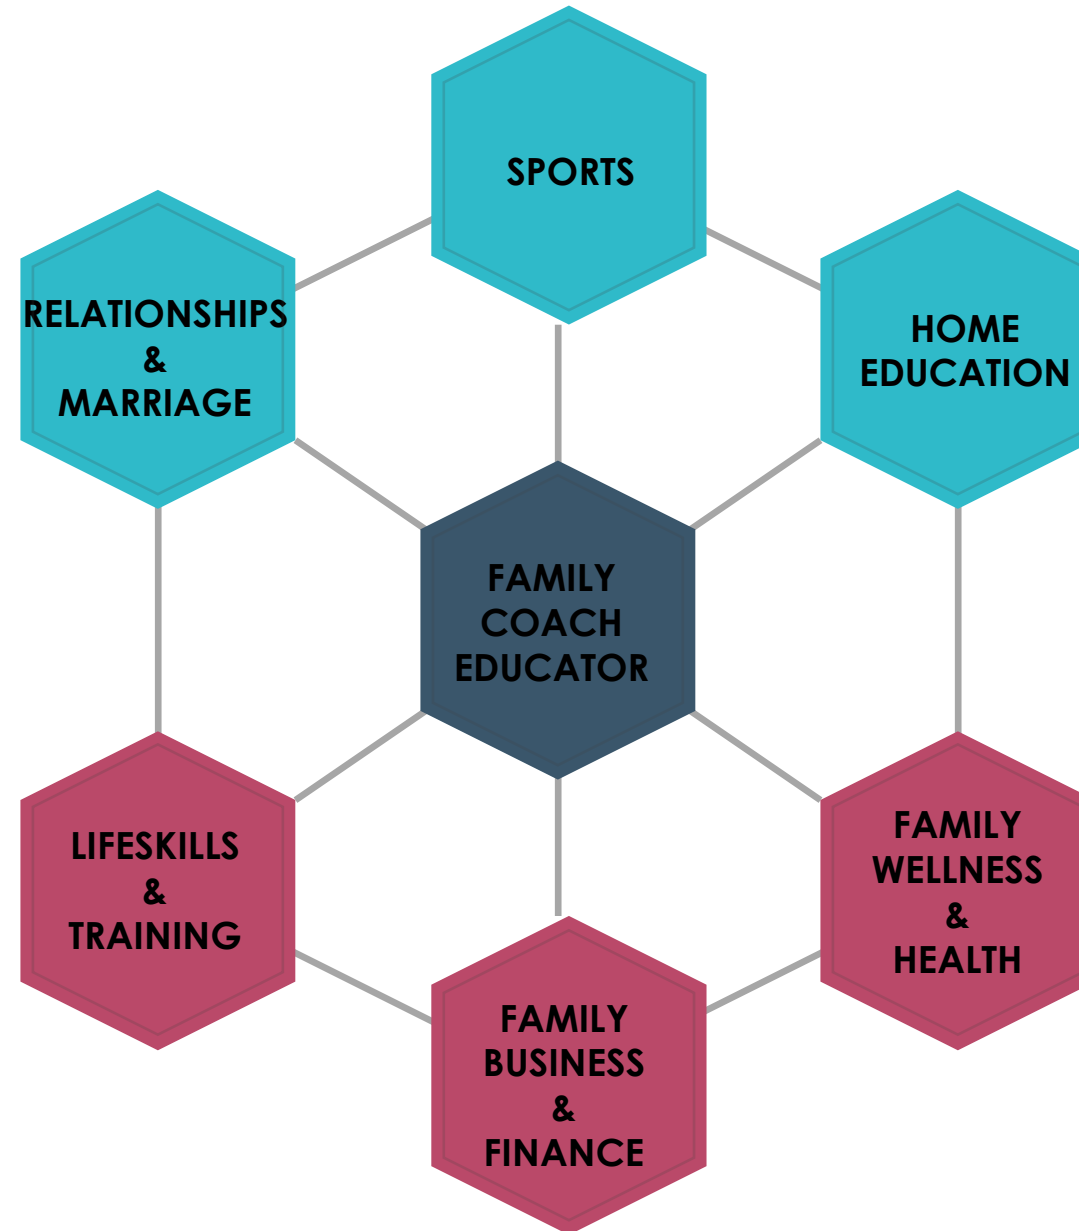 SPORTS
RELATIONSHIPS
&
MARRIAGE
HOME
EDUCATION
FAMILY
COACH
EDUCATOR
LIFESKILLS
&
TRAINING
FAMILY
WELLNESS
&
HEALTH
FAMILY
BUSINESS
&
FINANCE